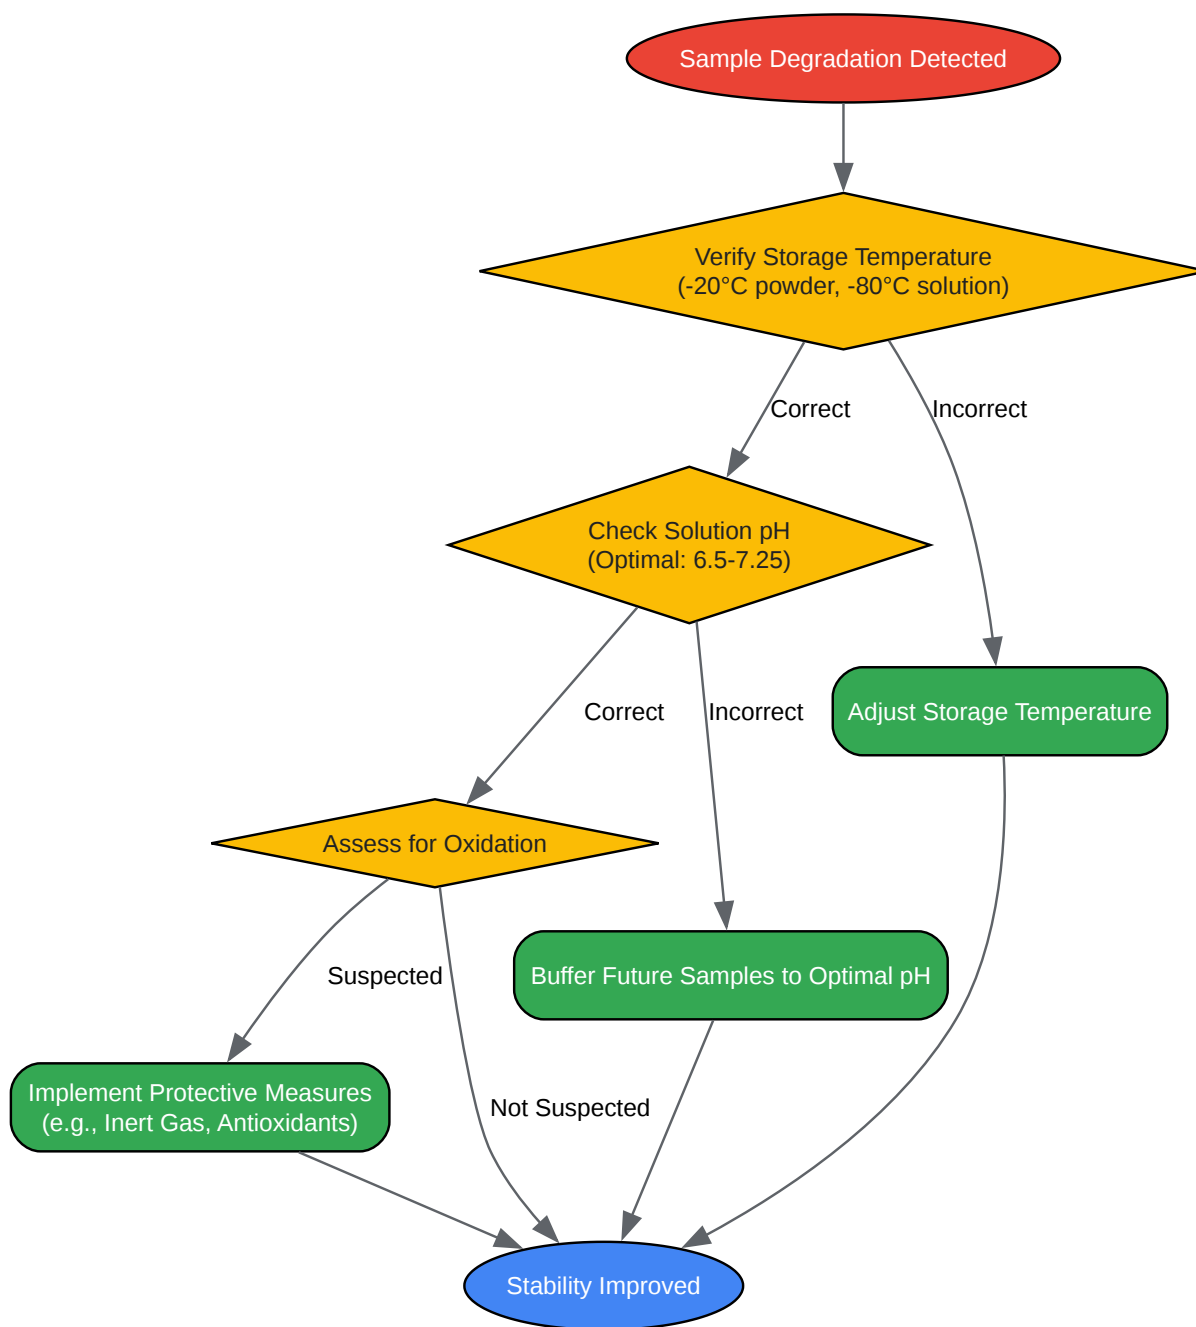 Sample Degradation Detected
Verify Storage Temperature
(-20°C powder, -80°C solution)
Correct
Incorrect
Check Solution pH
(Optimal: 6.5-7.25)
Correct
Incorrect
Adjust Storage Temperature
Assess for Oxidation
Suspected
Buffer Future Samples to Optimal pH
Implement Protective Measures
(e.g., Inert Gas, Antioxidants)
Not Suspected
Stability Improved